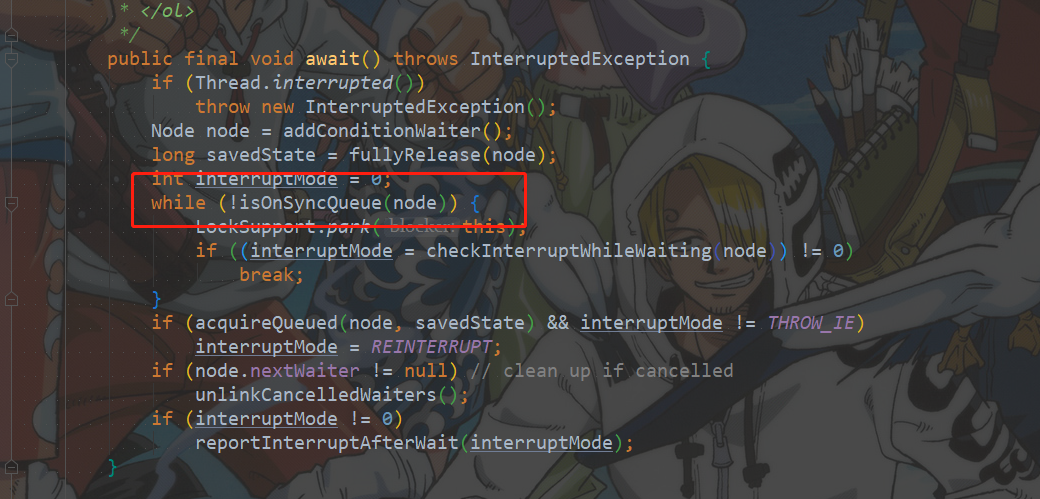 * </ol>
*/
public final void await() throws InterruptedException {
if (Thread.interrupted())
throw new InterruptedException();
Node node = addConditionWaiter();
long savedState = fullyRelease(node);
int interruptMode = 0;
while (!isOnSyncQueue(node)) {
LockSupport.park( blocker: this);
if ((interruptMode = checkInterruptWhileWaiting(node)) != 0)
break;
}
if (acquireQueued(node, savedState) && interruptMode != THROW_IE)
interruptMode = REINTERRUPT;
if (node.nextWaiter != null) // clean up if cancelled
unlinkCancelledWaiters();
if (interruptMode != 0)
reportInterruptAfterWait(interruptMode);
}